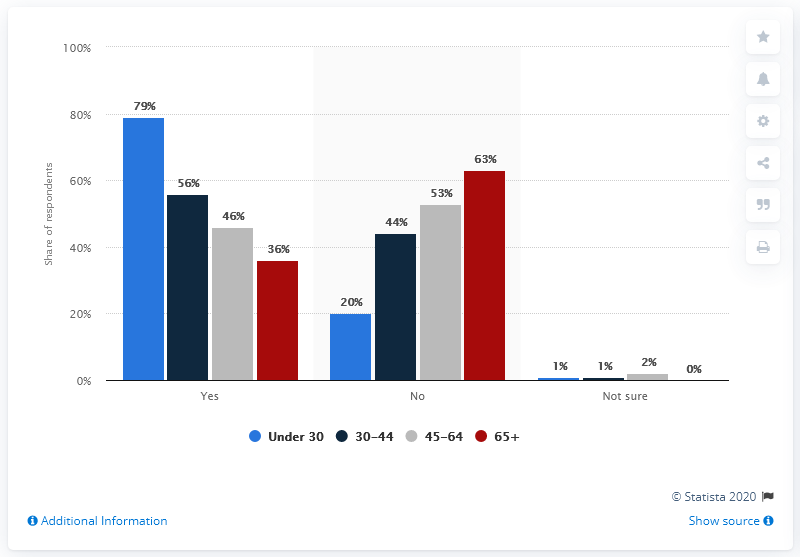 100%
80%
60%
40%
20%
0%
Share of respondents
79%
56%
46%
36%
20%
44%
53%
63%
1%
1%
2%
0%
Yes
No
Not sure
Under 30
30–44
45–64
65+
© Statista 2020
Additional Information
Show source